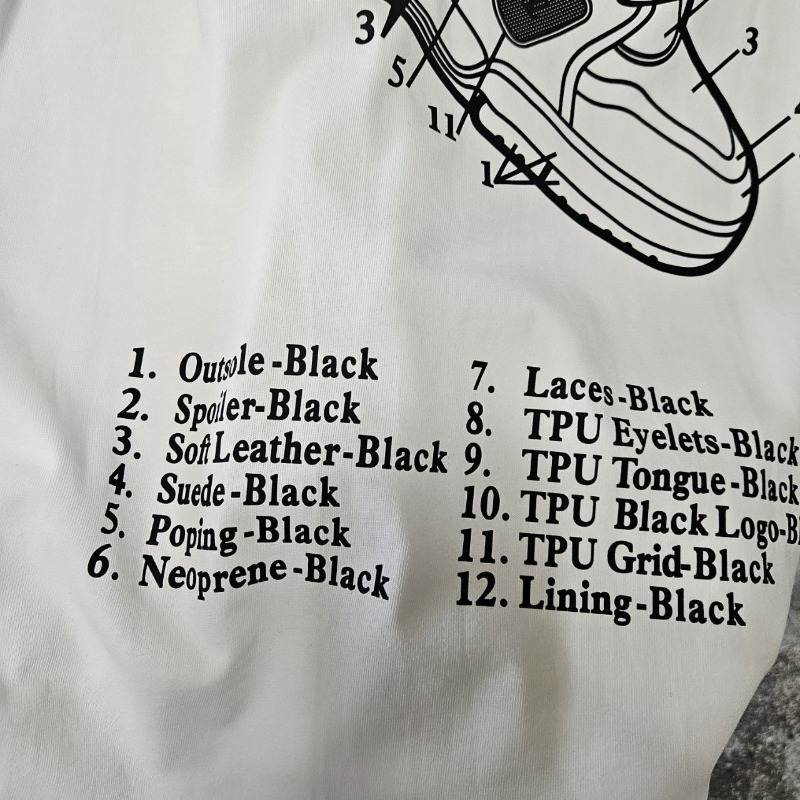 3
5
11
1
3
1. Outsole-Black
2. Spoiler-Black
3. Soft Leather-Black
4. Suede-Black
5. Poping-Black
6. Neoprene-Black
7. Laces-Black
8. TPU Eyelets-Black
9. TPU Tongue-Black
10. TPU Black Logo-B
11. TPU Grid-Black
12. Lining-Black